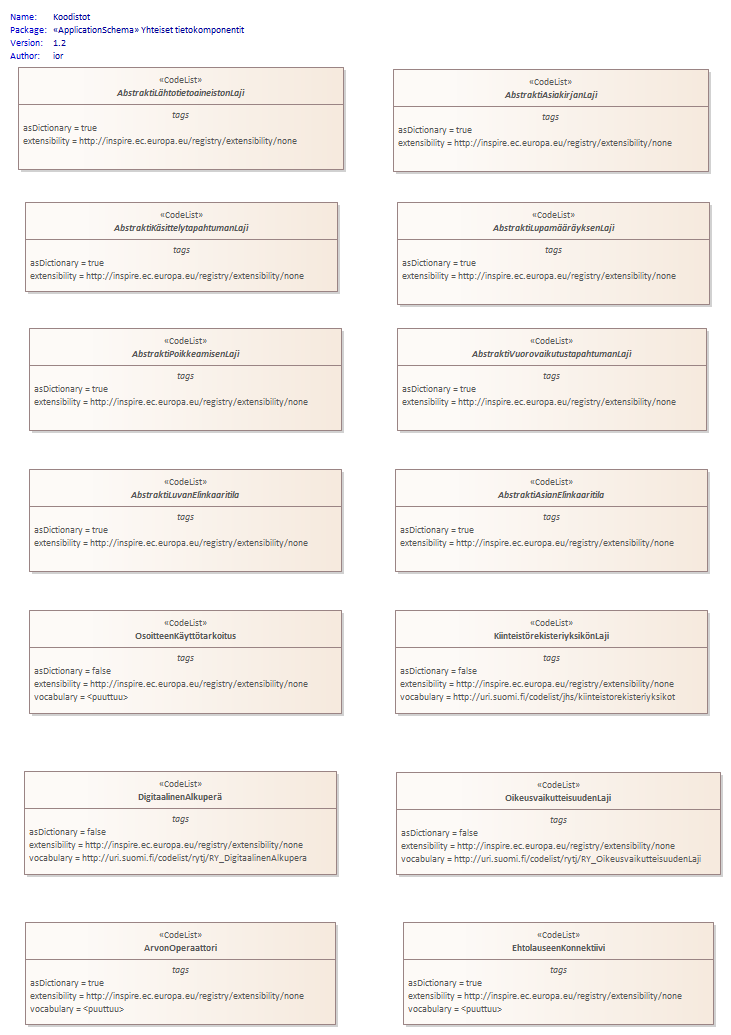 Name: Koodistot
Package: «ApplicationSchema» Yhteiset tietokomponentit
Version: 1.2
Author: ior
«CodeList»
AbstraktiLähtötietoaineistonLaji
tags
asDictionary = true
extensibility = http://inspire.ec.europa.eu/registry/extensibility/none
«CodeList»
AbstraktiAsiakirjanLaji
tags
asDictionary = true
extensibility = http://inspire.ec.europa.eu/registry/extensibility/none
«CodeList»
AbstraktiKäsittelytapahtumanLaji
tags
asDictionary = true
extensibility = http://inspire.ec.europa.eu/registry/extensibility/none
«CodeList»
AbstraktiLupamääräyksenLaji
tags
asDictionary = true
extensibility = http://inspire.ec.europa.eu/registry/extensibility/none
«CodeList»
AbstraktiPoikkeamisenLaji
tags
asDictionary = true
extensibility = http://inspire.ec.europa.eu/registry/extensibility/none
«CodeList»
AbstraktiVuorovaikutustapahtumanLaji
tags
asDictionary = true
extensibility = http://inspire.ec.europa.eu/registry/extensibility/none
«CodeList»
AbstraktiLuvanElinkaaritila
tags
asDictionary = true
extensibility = http://inspire.ec.europa.eu/registry/extensibility/none
«CodeList»
AbstraktiAsianElinkaaritila
tags
asDictionary = true
extensibility = http://inspire.ec.europa.eu/registry/extensibility/none
«CodeList»
OsoitteenKäyttötarkoitus
tags
asDictionary = false
extensibility = http://inspire.ec.europa.eu/registry/extensibility/none
vocabulary = <puuttuu>
«CodeList»
KiinteistörekisteriyksikönLaji
tags
asDictionary = false
extensibility = http://inspire.ec.europa.eu/registry/extensibility/none
vocabulary = http://uri.suomi.fi/codelist/jhs/kiinteistorekisteriyksikot
«CodeList»
DigitaalinenAlkuperä
tags
asDictionary = false
extensibility = http://inspire.ec.europa.eu/registry/extensibility/none
vocabulary = http://uri.suomi.fi/codelist/rytj/RY_DigitaalinenAlkupera
«CodeList»
OikeusvaikutteisuudenLaji
tags
asDictionary = false
extensibility = http://inspire.ec.europa.eu/registry/extensibility/none
vocabulary = http://uri.suomi.fi/codelist/rytj/RY_OikeusvaikutteisuudenLaji
«CodeList»
ArvonOperaattori
tags
asDictionary = true
extensibility = http://inspire.ec.europa.eu/registry/extensibility/none
vocabulary = <puuttuu>
«CodeList»
EhtolauseenKonnektiivi
tags
asDictionary = true
extensibility = http://inspire.ec.europa.eu/registry/extensibility/none
vocabulary = <puuttuu>